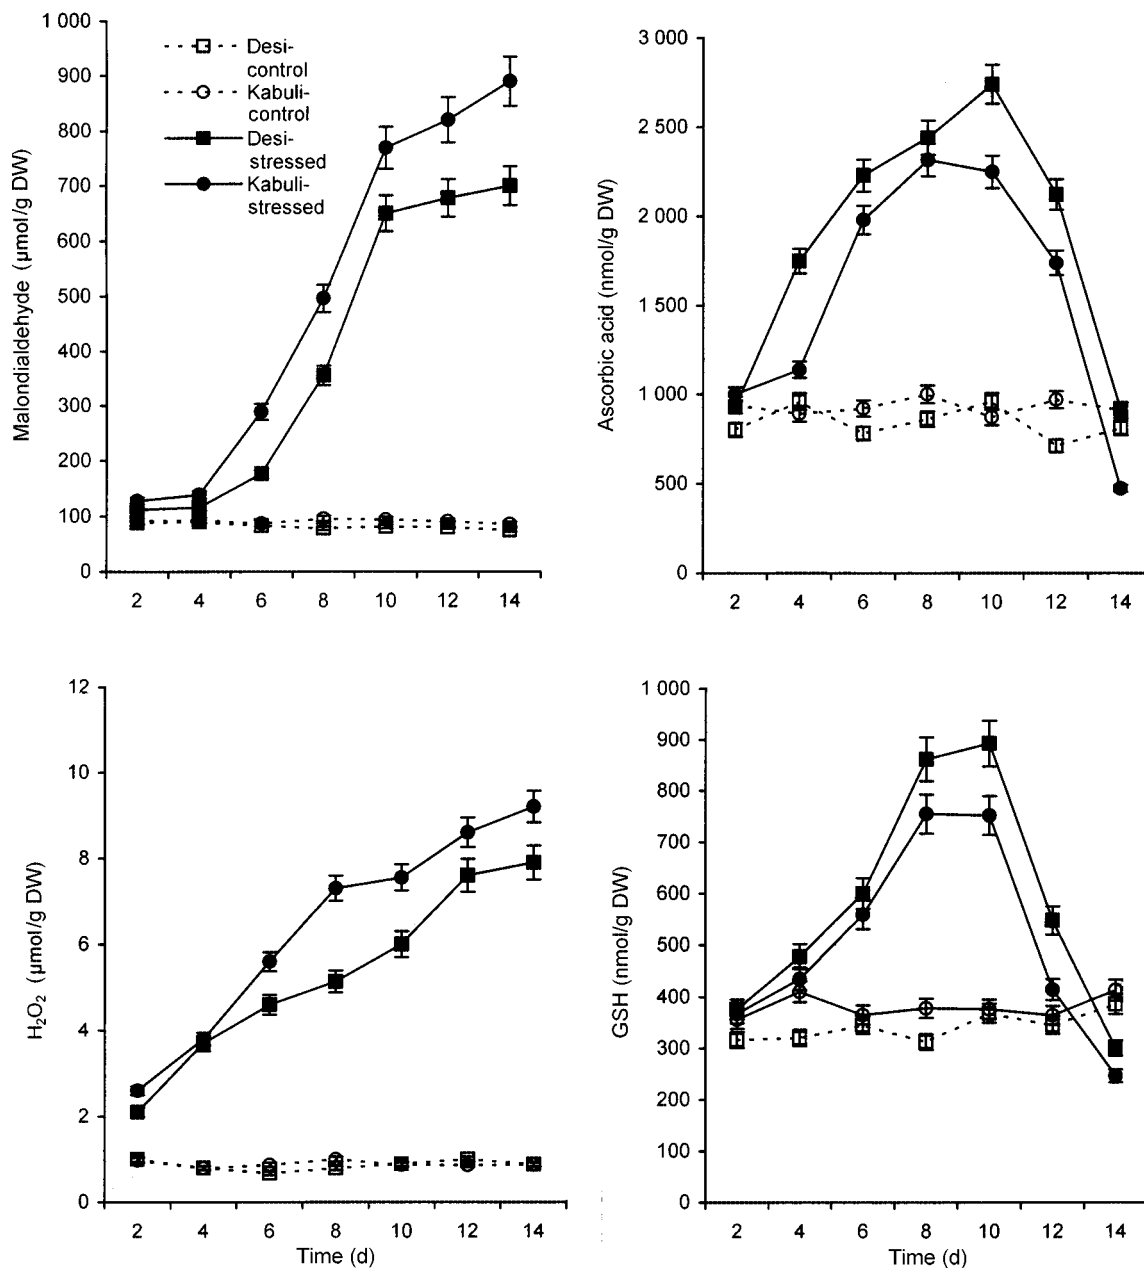 1 000
900
800
700
600
500
400
300
200
100
0
Malondialdehyde (µmol/g DW)
Desi-
control
Kabuli-
control
Desi-
stressed
Kabuli-
stressed
2 4 6 8 10 12 14
3 000
2 500
2 000
1 500
1 000
500
0
Ascorbic acid (nmol/g DW)
2 4 6 8 10 12 14
12
10
8
6
4
2
0
H₂O₂ (µmol/g DW)
2 4 6 8 10 12 14
Time (d)
1 000
900
800
700
600
500
400
300
200
100
0
GSH (nmol/g DW)
2 4 6 8 10 12 14
Time (d)